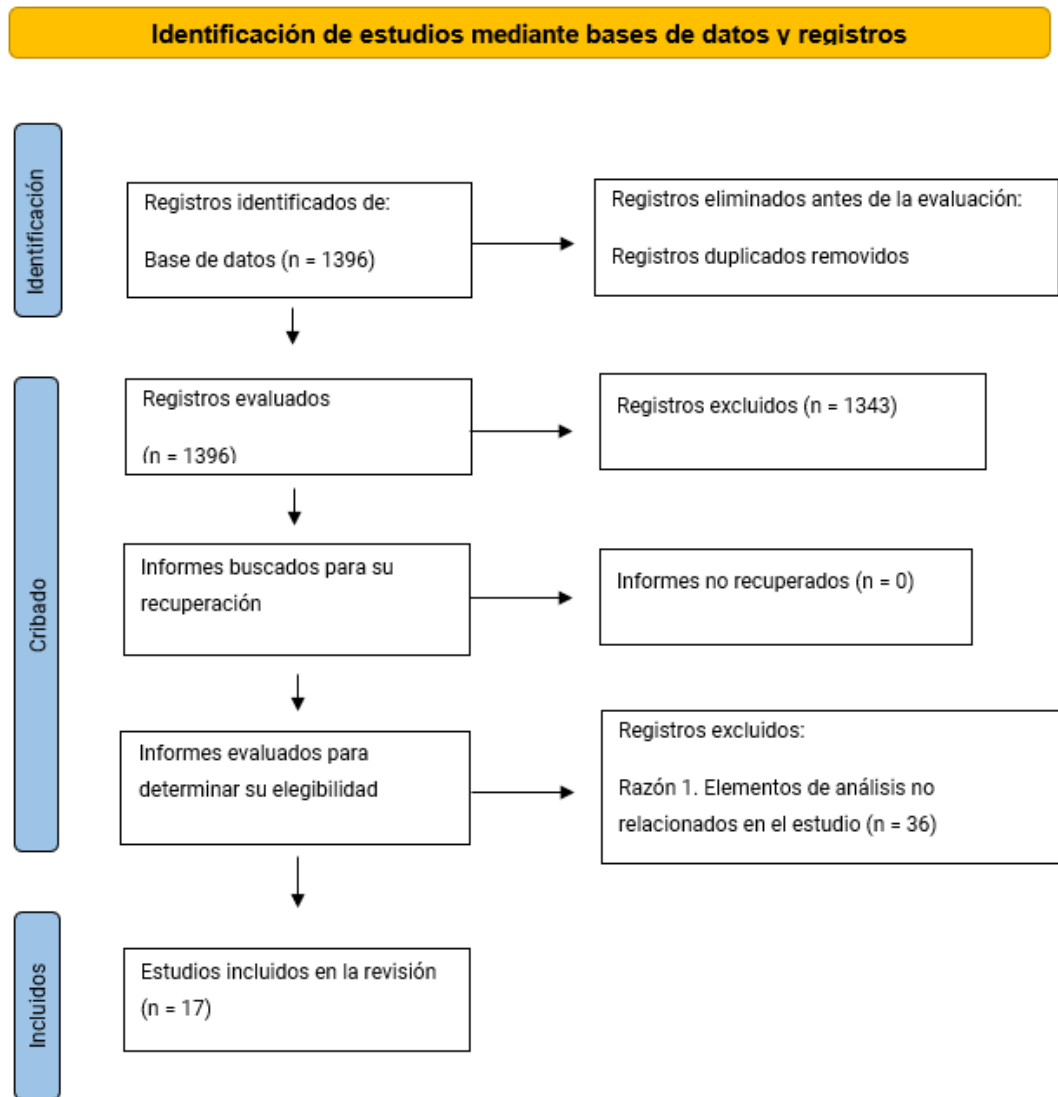 Identificación de estudios mediante bases de datos y registros
Identificación
Registros identificados de:
Base de datos (n = 1396)
Registros eliminados antes de la evaluación:
Registros duplicados removidos
Cribado
Registros evaluados
(n = 1396)
Registros excluidos (n = 1343)
Informes buscados para su
recuperación
Informes no recuperados (n = 0)
Informes evaluados para
determinar su elegibilidad
Registros excluidos:
Razón 1. Elementos de análisis no
relacionados en el estudio (n = 36)
Incluidos
Estudios incluidos en la revisión
(n = 17)